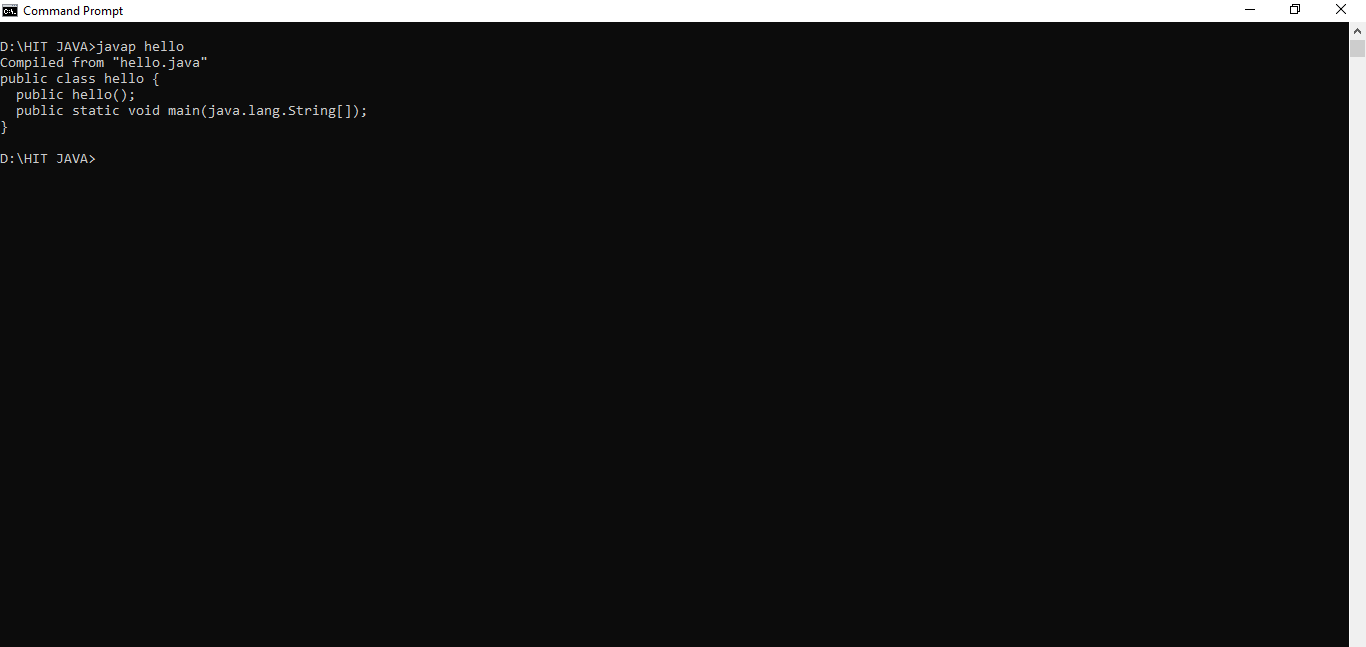 Command Prompt
D:\HIT JAVA>javap hello
Compiled from "hello.java"
public class hello {
  public hello();
  public static void main(java.lang.String[]);
}
D:\HIT JAVA>